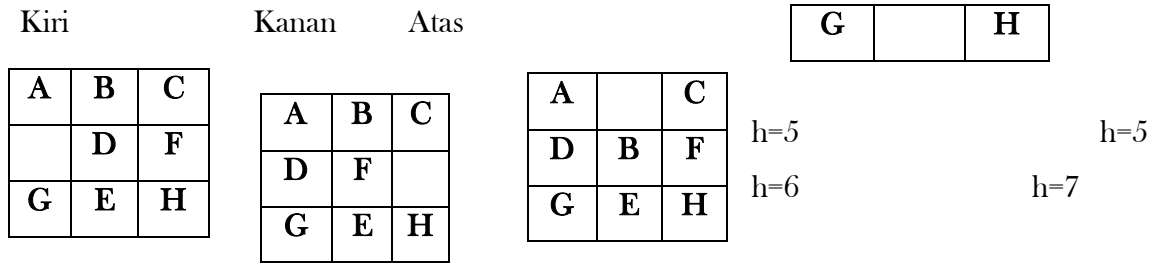 Kiri Kanan Atas
A B C
D F
G E H
A B C
D F
G E H
A C
D B F
G E H
G H
h=5 h=5
h=6 h=7